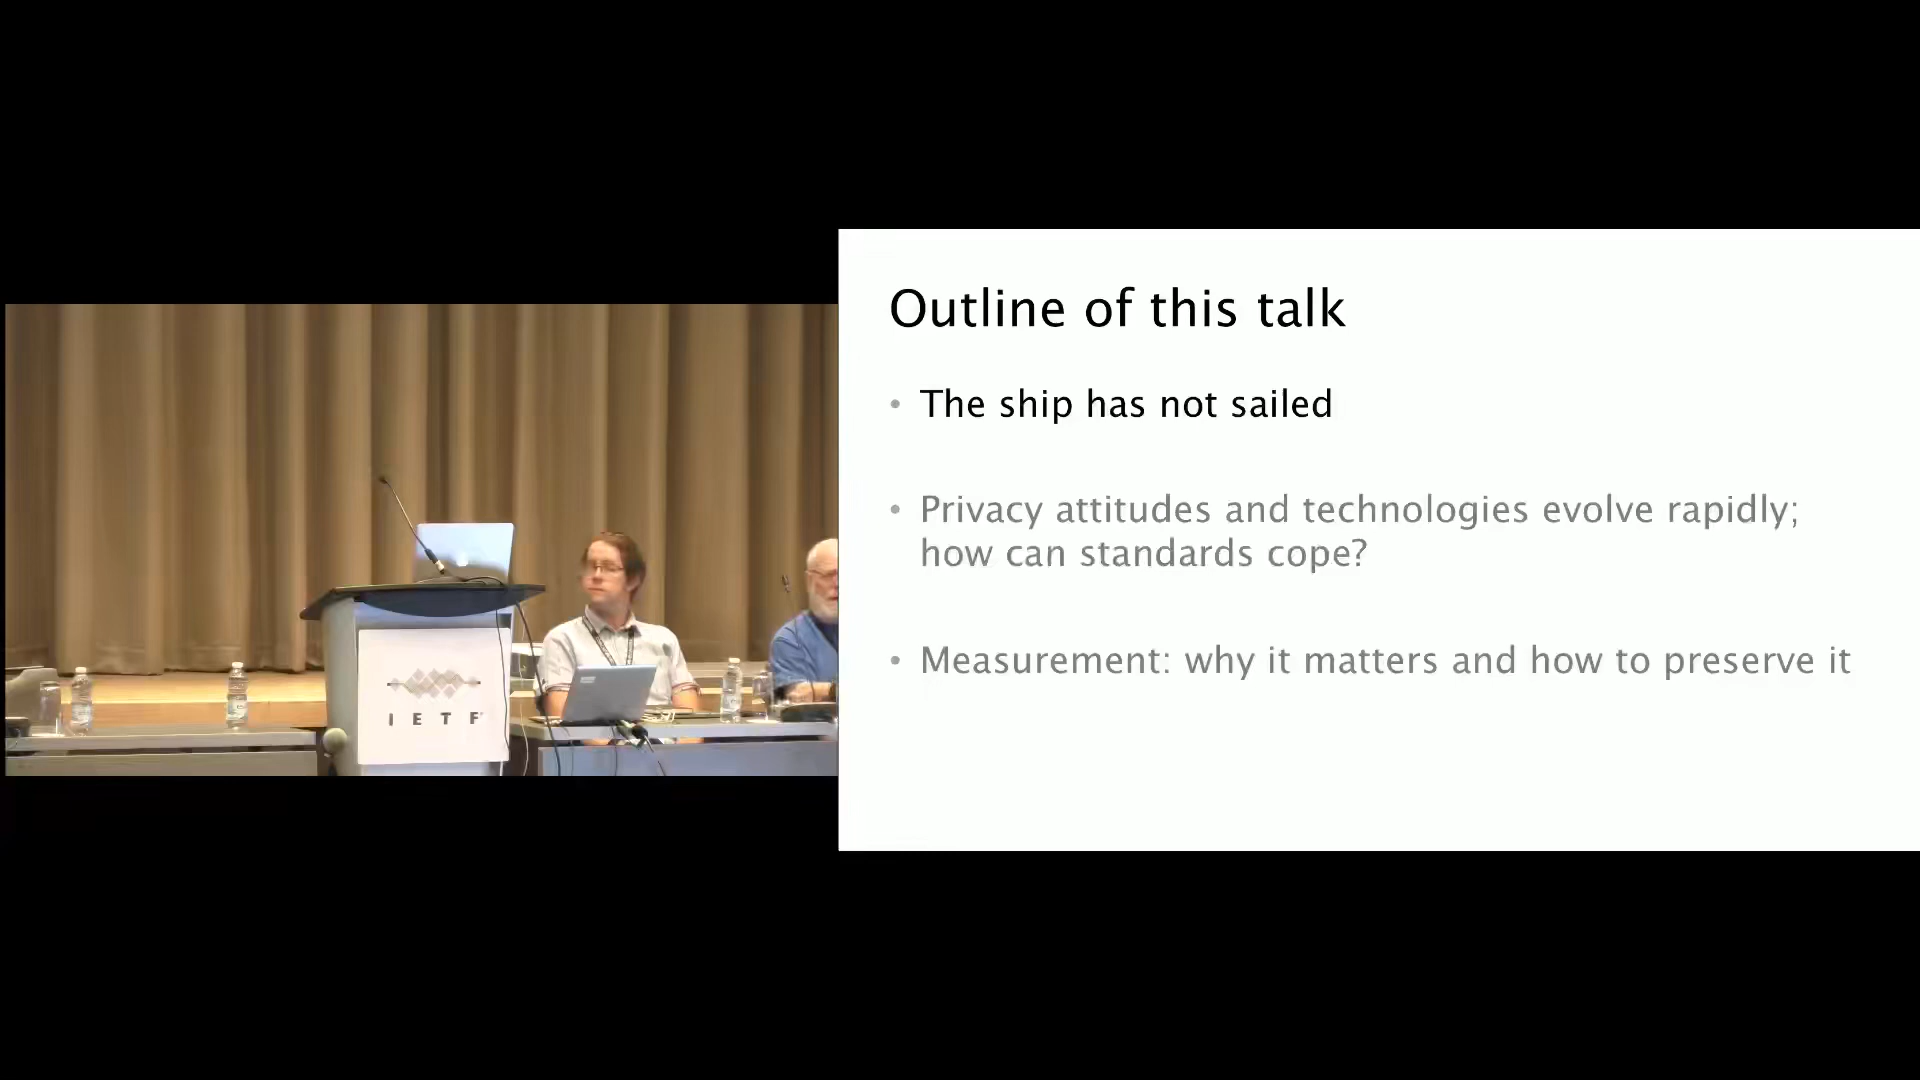 Outline of this talk
• The ship has not sailed
• Privacy attitudes and technologies evolve rapidly;
how can standards cope?
• Measurement: why it matters and how to preserve it
I E T F